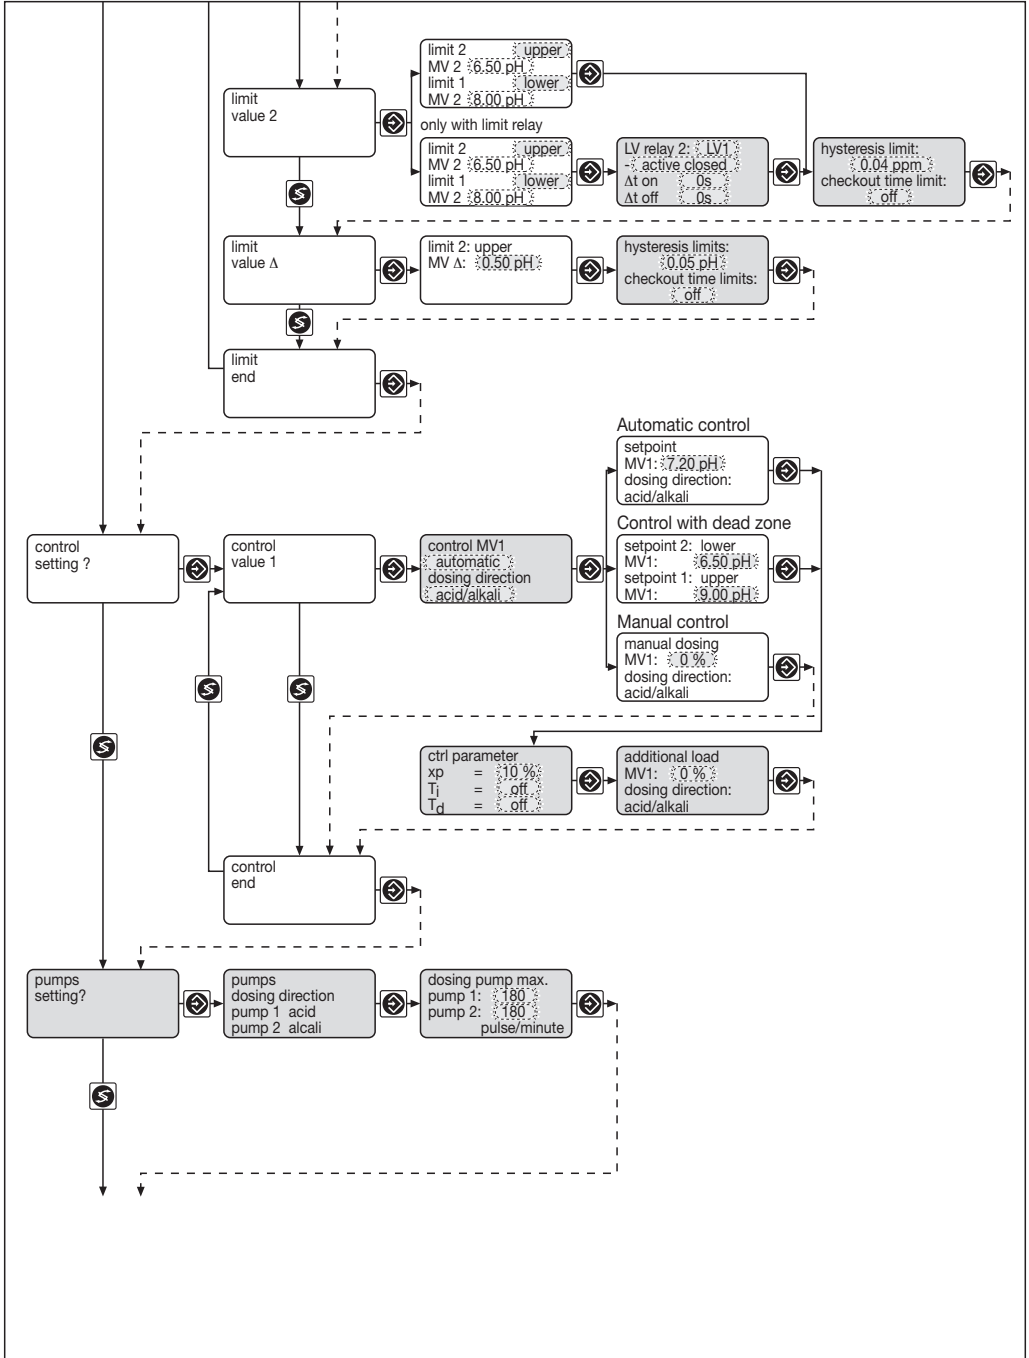 limit 2 upper
MV 2 6.50 pH
limit 1 lower
MV 2 8.00 pH
limit
value 2
only with limit relay
limit 2 upper
MV 2 6.50 pH
limit 1 lower
MV 2 8.00 pH
LV relay 2: LV1
- active closed
Δt on 0s
Δt off 0s
hysteresis limit:
0.04 ppm
checkout time limit:
off
limit
value Δ
limit 2: upper
MV Δ: 0.50 pH
hysteresis limits:
0.05 pH
checkout time limits:
off
limit
end
Automatic control
setpoint
MV1: 7.20 pH
dosing direction:
acid/alkali
control
setting ?
control
value 1
control MV1
automatic
dosing direction
acid/alkali
Control with dead zone
setpoint 2: lower
MV1: 6.50 pH
setpoint 1: upper
MV1: 9.00 pH
Manual control
manual dosing
MV1: 0 %
dosing direction:
acid/alkali
ctrl parameter
xp = 10 %
Ti = off
Td = off
additional load
MV1: 0 %
dosing direction:
acid/alkali
control
end
pumps
setting?
pumps
dosing direction
pump 1 acid
pump 2 alcali
dosing pump max.
pump 1: 180
pump 2: 180
pulse/minute